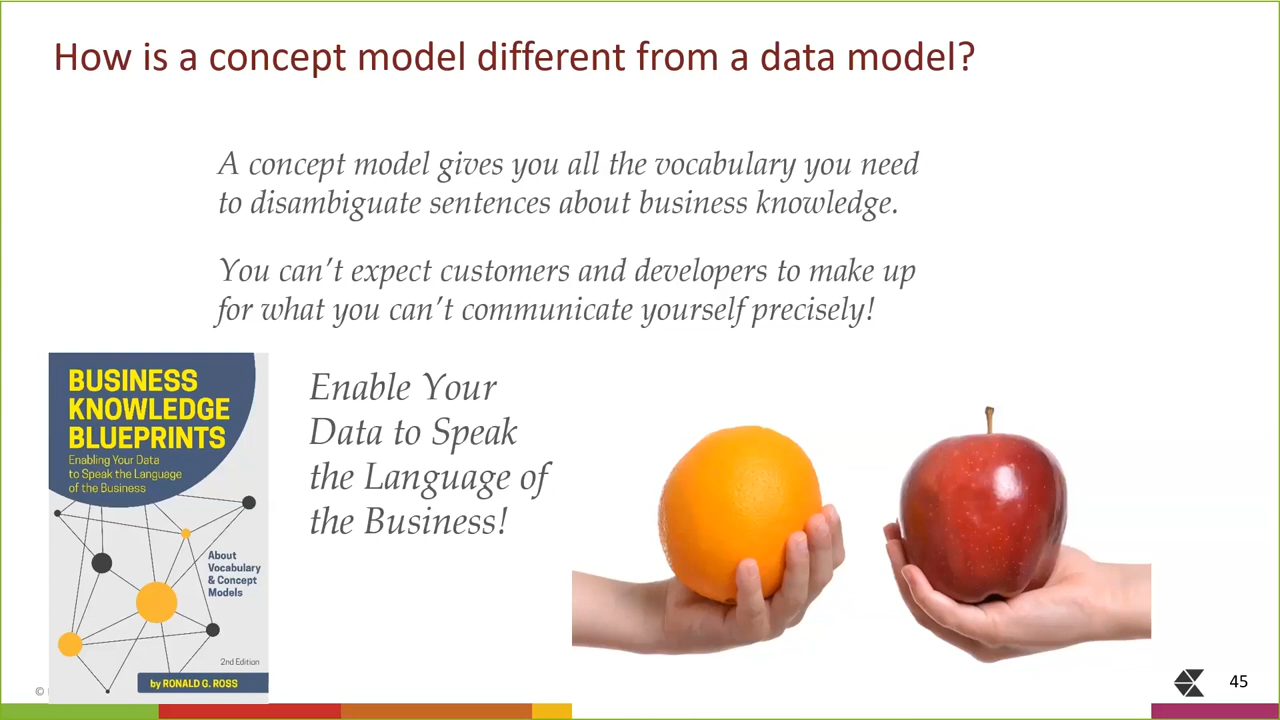 How is a concept model different from a data model?
A concept model gives you all the vocabulary you need
to disambiguate sentences about business knowledge.
You can't expect customers and developers to make up
for what you can't communicate yourself precisely!
BUSINESS
KNOWLEDGE
BLUEPRINTS
Enabling Your Data
to Speak the Language
of the Business
About
Vocabulary
& Concept
Models
2nd Edition
by RONALD G. ROSS
Enable Your
Data to Speak
the Language of
the Business!
©
45